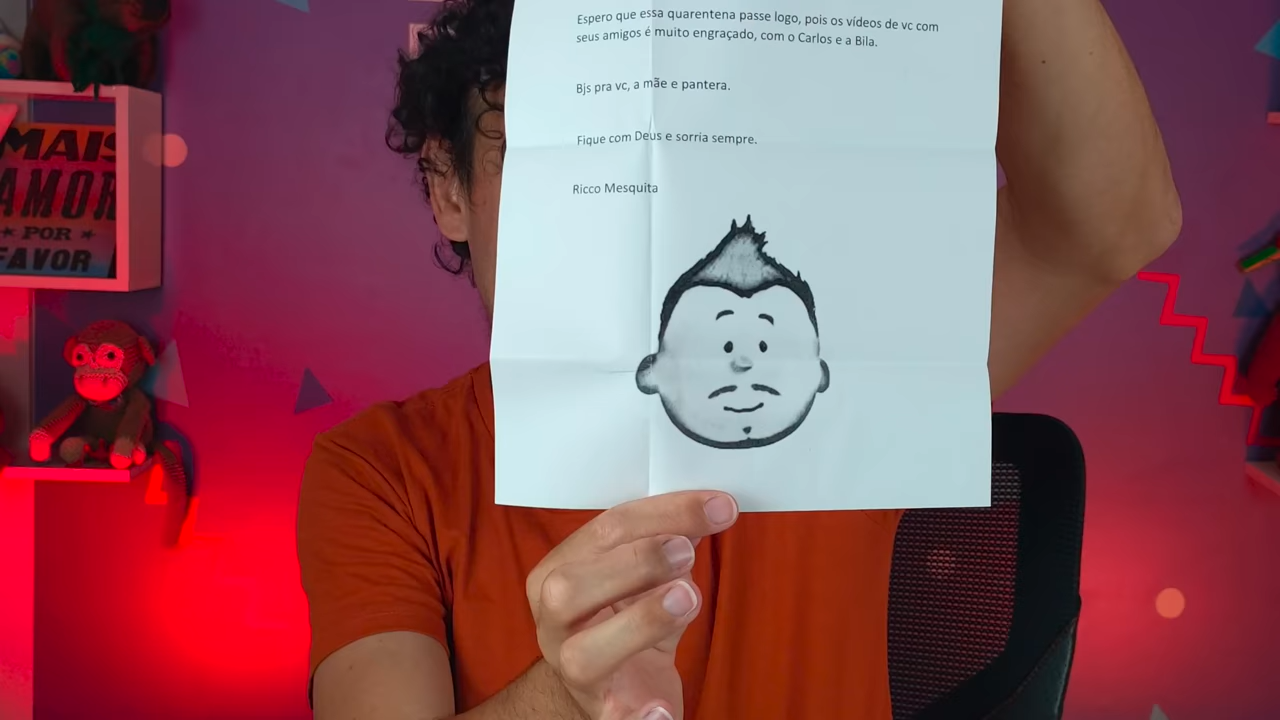 Espero que essa quarentena passe logo, pois os vídeos de vc com
seus amigos é muito engraçado, com o Carlos e a Bila.
Bjs pra vc, a mãe e pantera.
Fique com Deus e sorria sempre.
Ricco Mesquita
MAIS
AMOR
* POR *
FAVOR